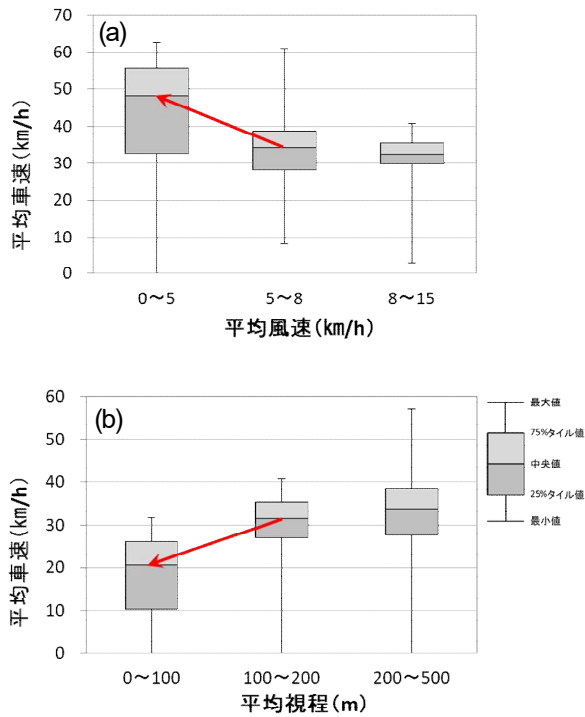 (a)
平均車速(km/h)
70
60
50
40
30
20
10
0
0～5
5～8
8～15
平均風速(km/h)
(b)
平均車速(km/h)
60
50
40
30
20
10
0
0～100
100～200
200～500
平均視程(m)
最大値
75%タイル値
中央値
25%タイル値
最小値